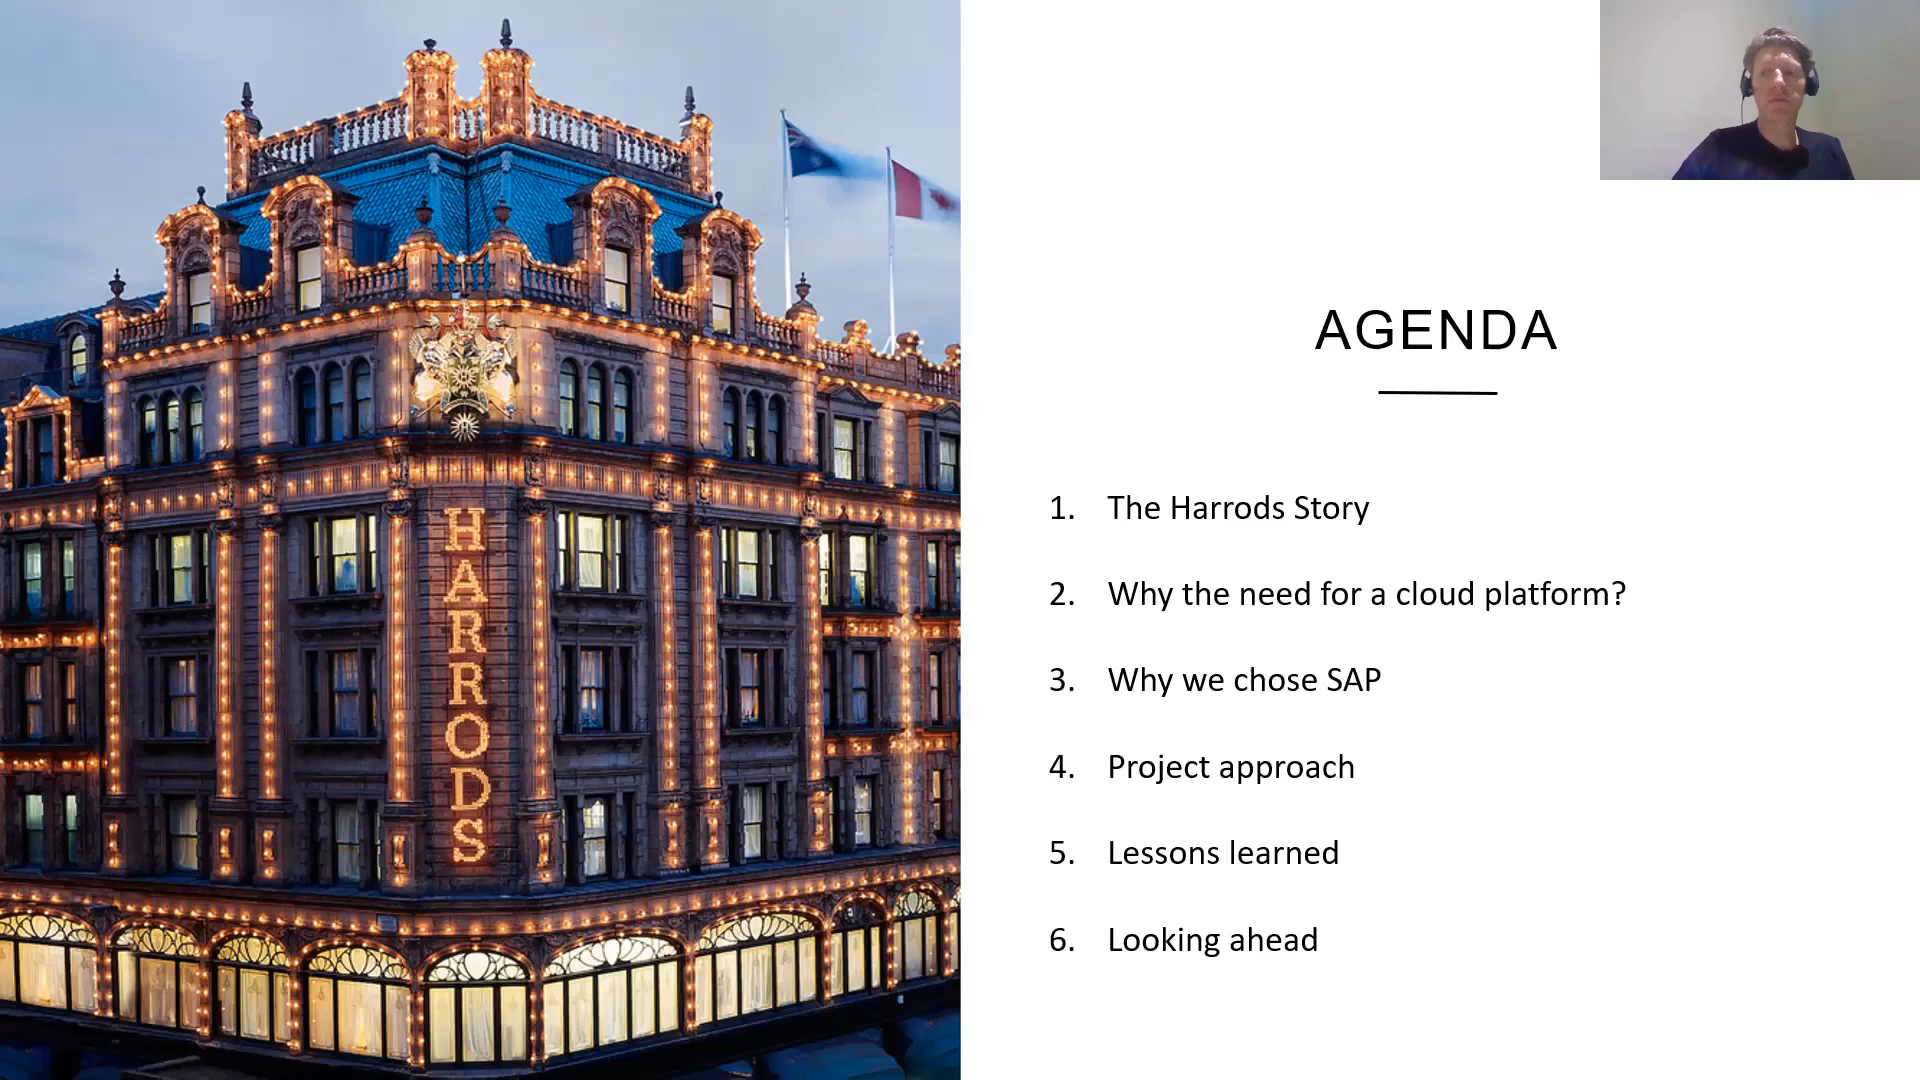 HARRODS
AGENDA
1. The Harrods Story
2. Why the need for a cloud platform?
3. Why we chose SAP
4. Project approach
5. Lessons learned
6. Looking ahead